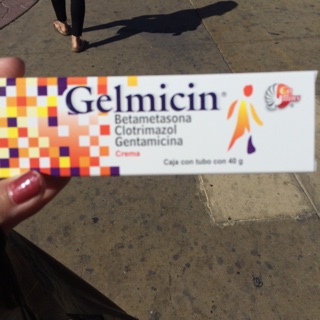 Gelmicin®
Betametasona
Clotrimazol
Gentamicina
Crema
Caja con tubo con 40 g